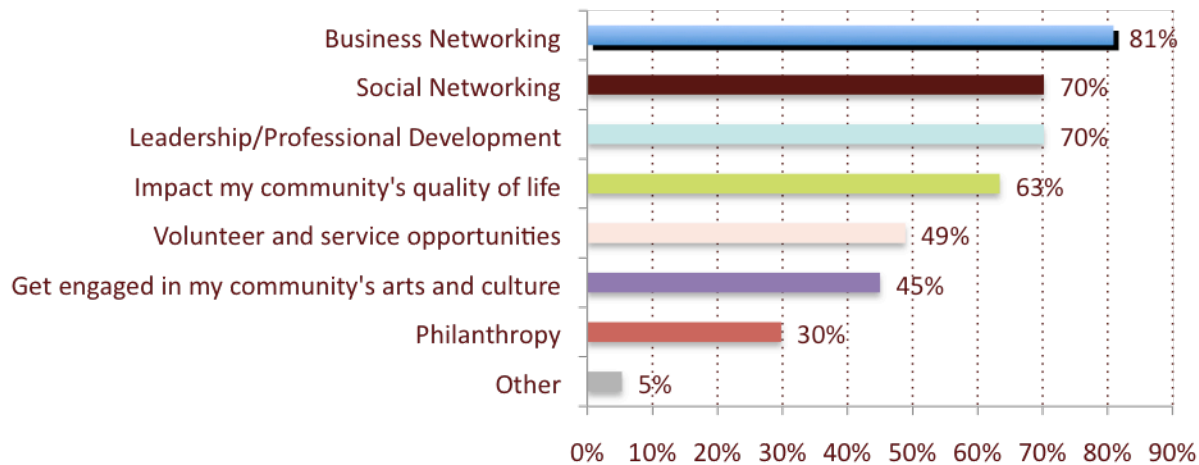 Business Networking 81%
Social Networking 70%
Leadership/Professional Development 70%
Impact my community's quality of life 63%
Volunteer and service opportunities 49%
Get engaged in my community's arts and culture 45%
Philanthropy 30%
Other 5%
0% 10% 20% 30% 40% 50% 60% 70% 80% 90%